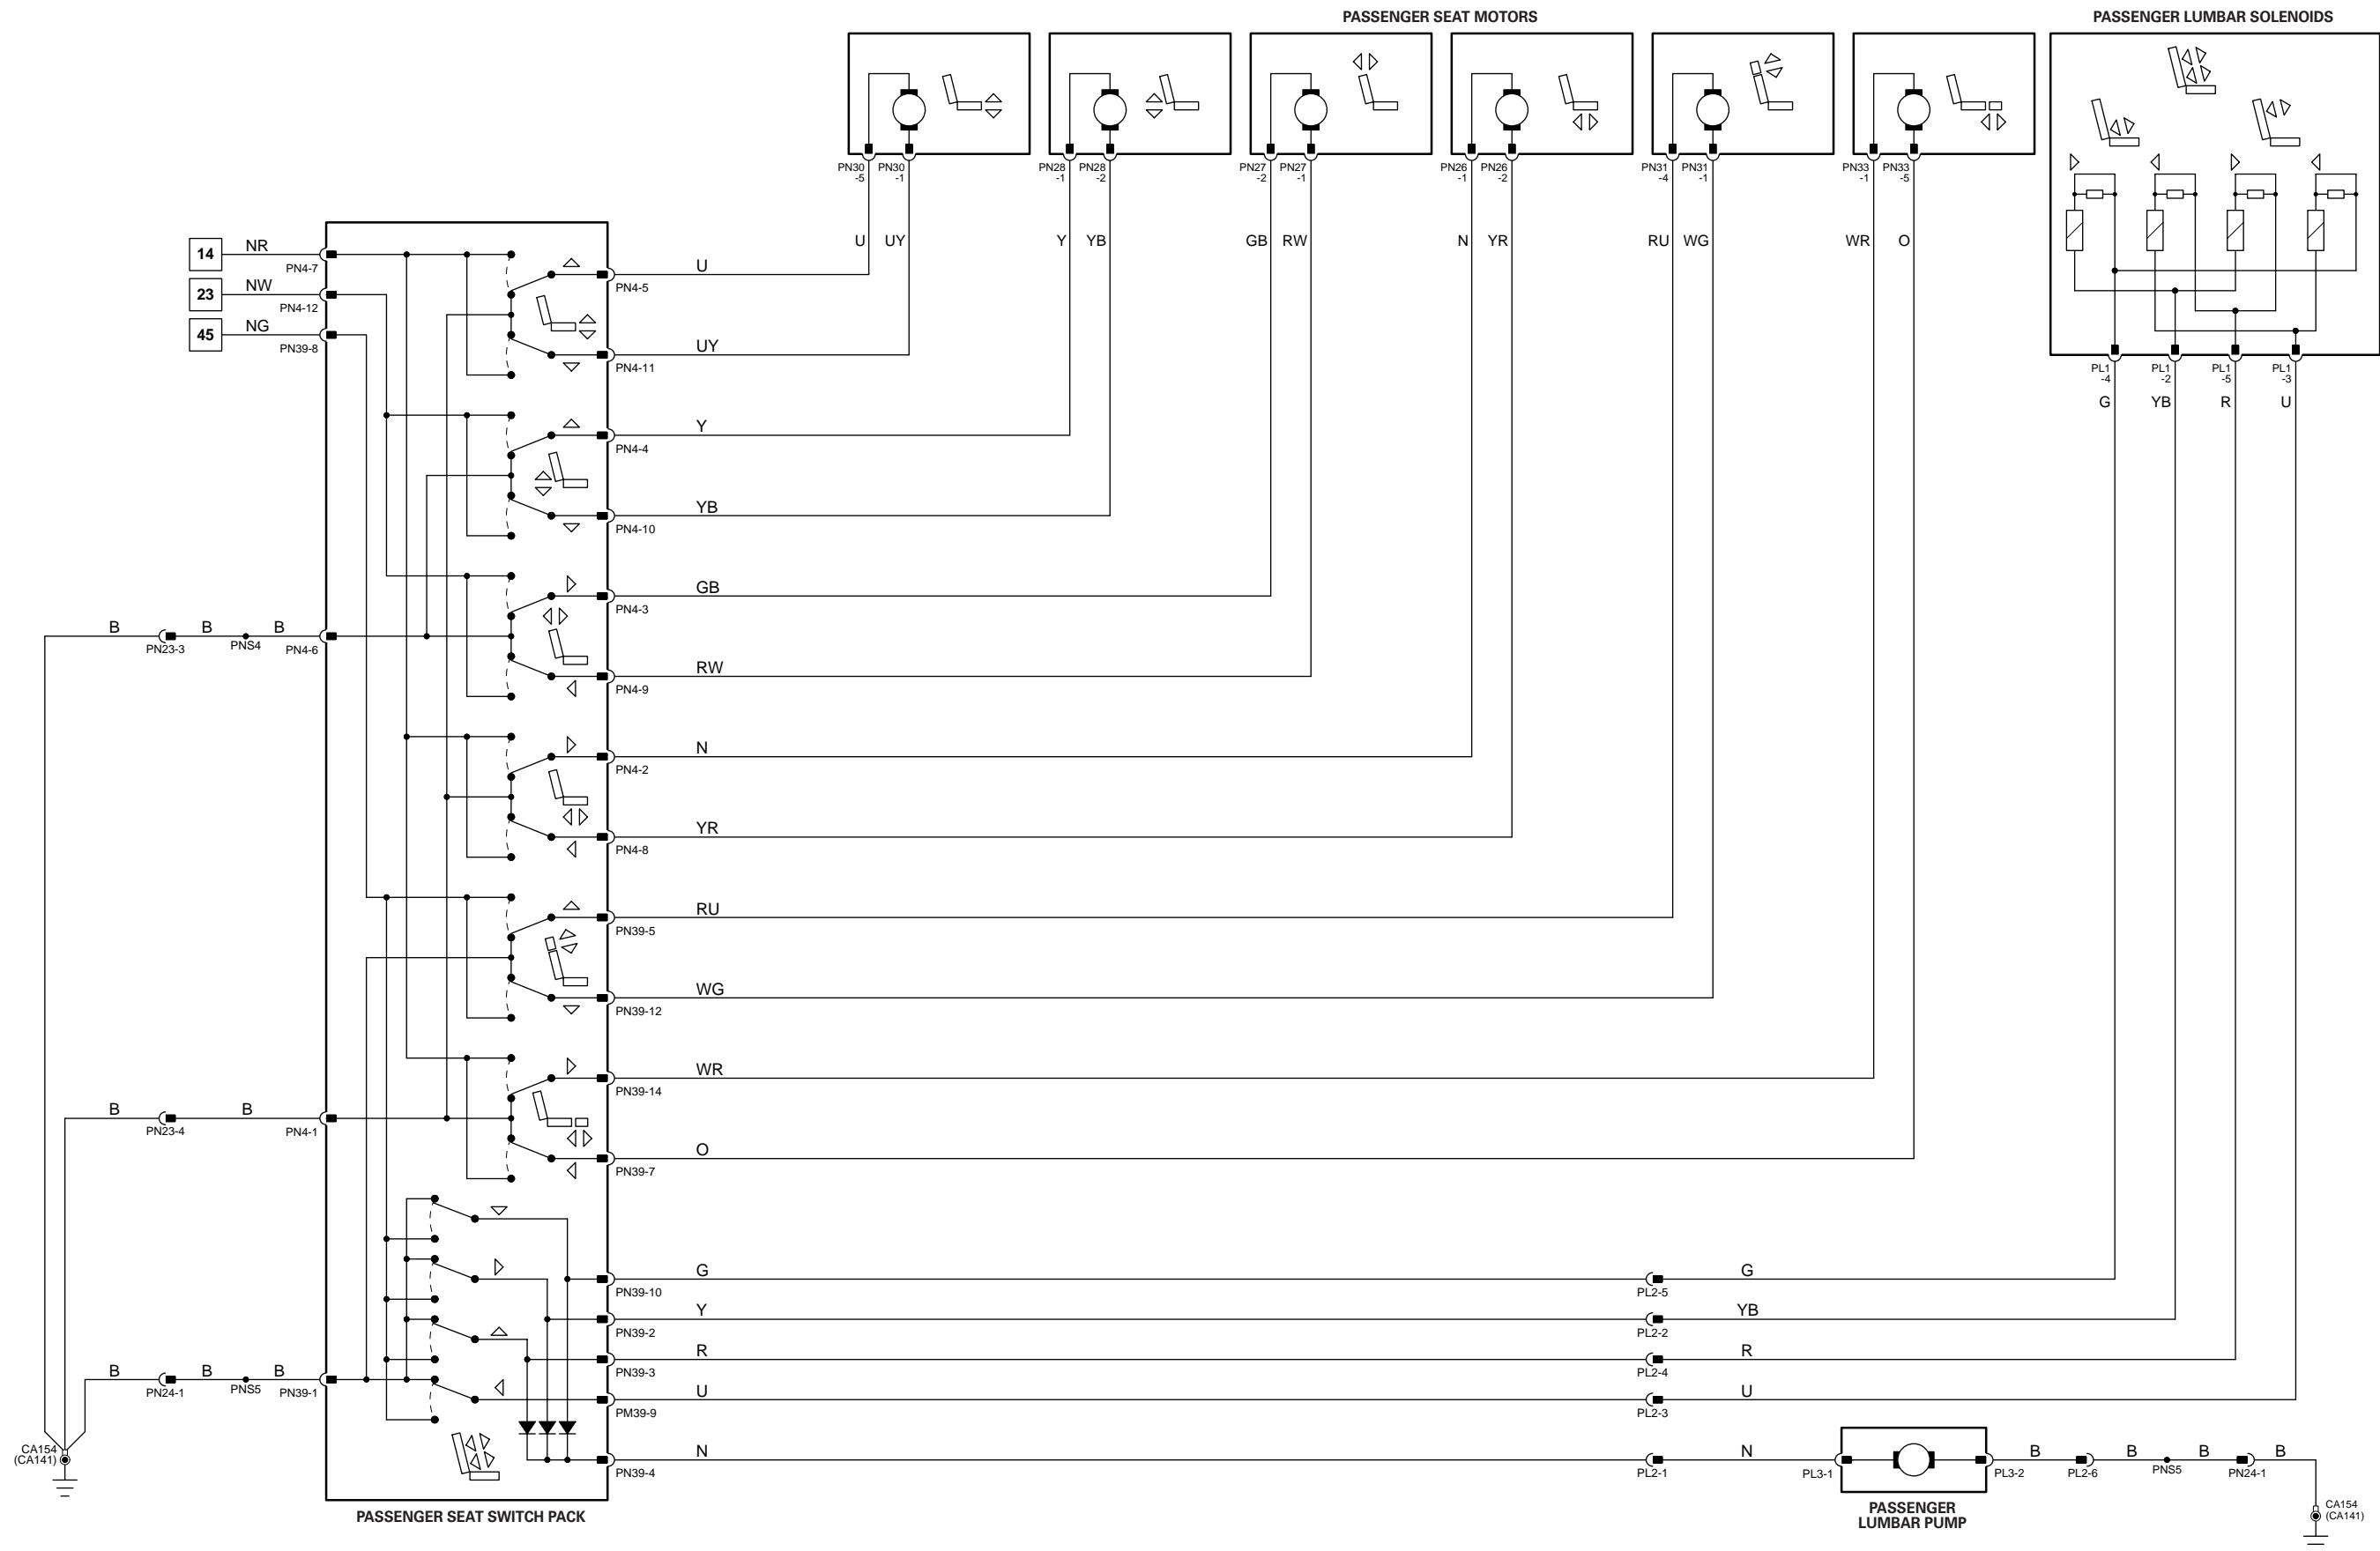 PASSENGER SEAT MOTORS
PASSENGER LUMBAR SOLENOIDS
PN30 -5
PN30 -1
PN28 -1
PN28 -2
PN27 -2
PN27 -1
PN26 -1
PN26 -2
PN31 -4
PN31 -1
PN33 -1
PN33 -5
U UY Y YB GB RW N YR RU WG WR O
14 NR PN4-7
23 NW PN4-12
45 NG PN39-8
PN4-5 U
PN4-11 UY
PL1 -4
PL1 -2
PL1 -5
PL1 -3
G YB R U
PN4-4 Y
PN4-10 YB
PN4-3 GB
B PN23-3 B PNS4 B PN4-6
PN4-9 RW
PN4-2 N
PN4-8 YR
PN39-5 RU
PN39-12 WG
PN39-14 WR
B PN23-4 B PN4-1
PN39-7 O
PN39-10 G PL2-5 G
PN39-2 Y PL2-2 YB
PN39-3 R PL2-4 R
B PN24-1 B PNS5 B PN39-1
PM39-9 U PL2-3 U
CA154
(CA141)
PN39-4 N PL2-1 N PL3-1
PL3-2 B PL2-6 B PNS5 B PN24-1 B
CA154
(CA141)
PASSENGER SEAT SWITCH PACK
PASSENGER
LUMBAR PUMP